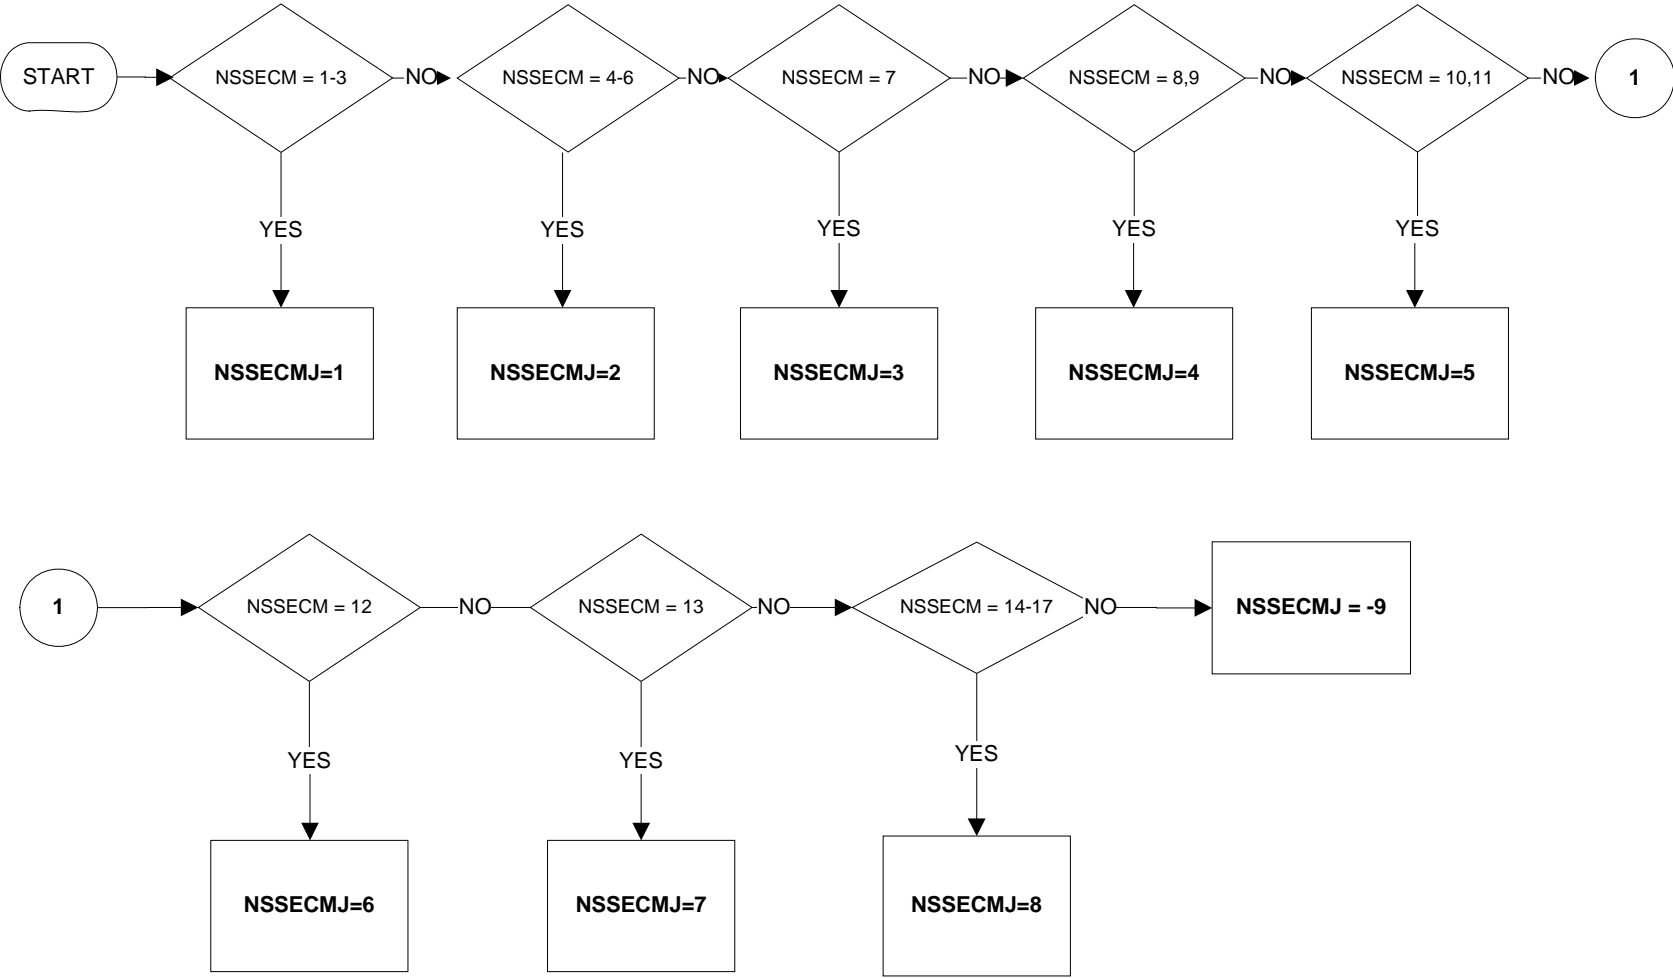 START
NSSECM = 1-3
NO
NSSECM = 4-6
NO
NSSECM = 7
NO
NSSECM = 8,9
NO
NSSECM = 10,11
NO
1
YES
YES
YES
YES
YES
NSSECMJ=1
NSSECMJ=2
NSSECMJ=3
NSSECMJ=4
NSSECMJ=5
1
NSSECM = 12
NO
NSSECM = 13
NO
NSSECM = 14-17
NO
NSSECMJ = -9
YES
YES
YES
NSSECMJ=6
NSSECMJ=7
NSSECMJ=8